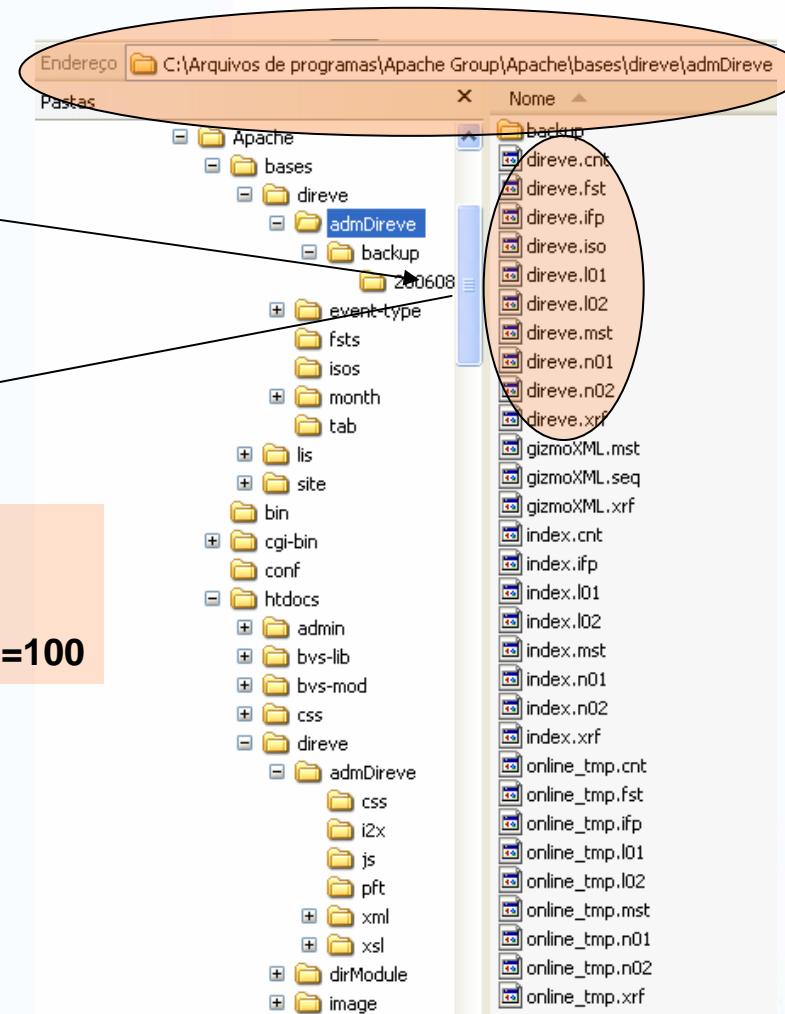 Endereço C:\Arquivos de programas\Apache Group\Apache\bases\direve\admDireve
Pastas
Apache
bases
direve
admDireve
backup
200608
event-type
fsts
isos
month
tab
lis
site
bin
cgi-bin
conf
htdocs
admin
bvs-lib
bvs-mod
css
direve
admDireve
css
i2x
js
pft
xml
xsl
dirModule
image
=100
Nome
backup
direve.cnt
direve.fst
direve.ifp
direve.iso
direve.l01
direve.l02
direve.mst
direve.n01
direve.n02
direve.xrf
gizmoXML.mst
gizmoXML.seq
gizmoXML.xrf
index.cnt
index.ifp
index.l01
index.l02
index.mst
index.n01
index.n02
index.xrf
online_tmp.cnt
online_tmp.fst
online_tmp.ifp
online_tmp.l01
online_tmp.l02
online_tmp.mst
online_tmp.n01
online_tmp.n02
online_tmp.xrf